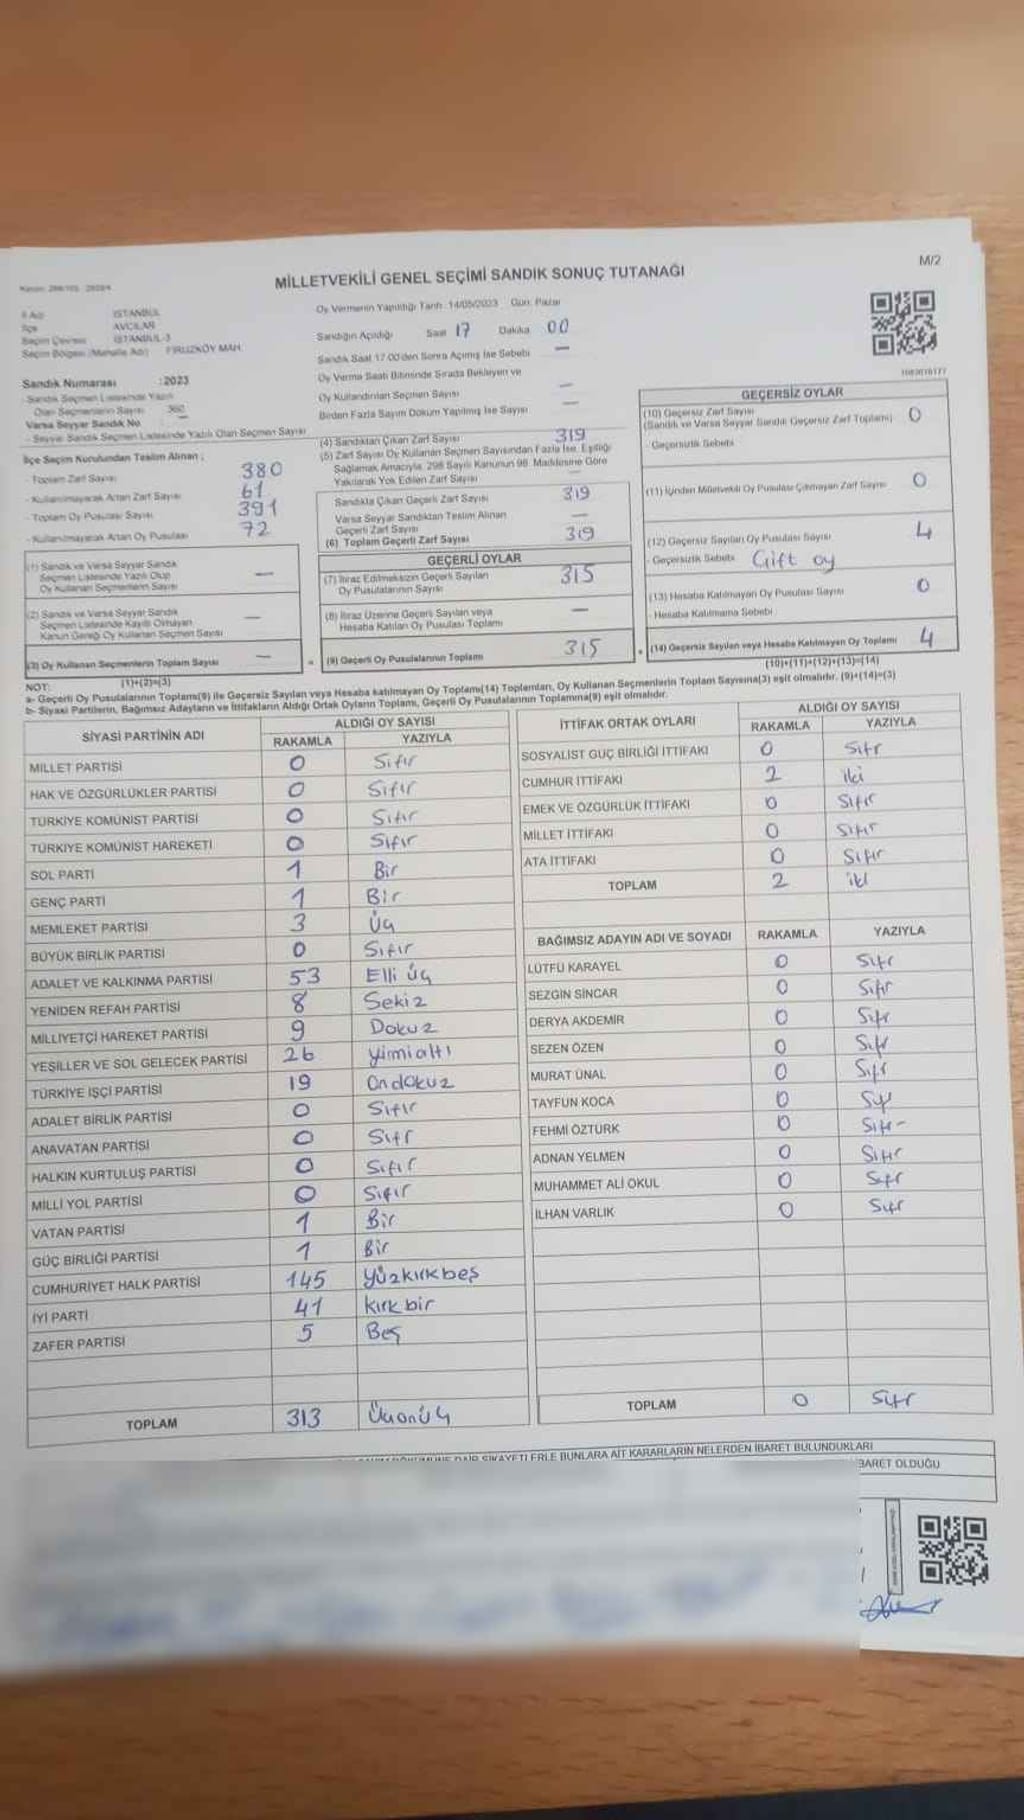 M/2
MİLLETVEKİLİ GENEL SEÇİMİ SANDIK SONUÇ TUTANAĞI
İl Adı İSTANBUL
İlçe AVCILAR
Seçim Çevresi İSTANBUL-3
Seçim Bölgesi (Mahalle Adı) FİRUZKÖY MAH.
Sandık Numarası :2023
- Sandık Seçmen Listesinde Yazılı
Olan Seçmenlerin Sayısı 360
Varsa Seyyar Sandık No —
- Seyyar Sandık Seçmen Listesinde Yazılı Olan Seçmen Sayısı
İlçe Seçim Kurulundan Teslim Alınan ;
- Toplam Zarf Sayısı 380
- Kullanılmayarak Artan Zarf Sayısı 61
- Toplam Oy Pusulası Sayısı 391
- Kullanılmayarak Artan Oy Pusulası 72
(1) Sandık ve Varsa Seyyar Sandık
Seçmen Listesinde Yazılı Olup
Oy Kullanan Seçmenlerin Sayısı —
(2) Sandık ve Varsa Seyyar Sandık
Seçmen Listesinde Kayıtlı Olmayan
Kanun Gereği Oy Kullanan Seçmen Sayısı —
(3) Oy Kullanan Seçmenlerin Toplam Sayısı —
(1)+(2)=(3)
Oy Vermenin Yapıldığı Tarih: 14/05/2023 Gün: Pazar
Sandığın Açıldığı Saat 17 Dakika 00
Sandık Saat 17.00'den Sonra Açılmış İse Sebebi —
Oy Verme Saati Bitiminde Sırada Bekleyen ve
Oy Kullandırılan Seçmen Sayısı —
Birden Fazla Sayım Döküm Yapılmış İse Sayısı —
(4) Sandıktan Çıkan Zarf Sayısı 319
(5) Zarf Sayısı Oy Kullanan Seçmen Sayısından Fazla İse, Eşitliği
Sağlamak Amacıyla, 298 Sayılı Kanunun 98. Maddesine Göre
Yakılarak Yok Edilen Zarf Sayısı —
Sandıkta Çıkan Geçerli Zarf Sayısı 319
Varsa Seyyar Sandıktan Teslim Alınan
Geçerli Zarf Sayısı —
(6) Toplam Geçerli Zarf Sayısı 319
GEÇERLİ OYLAR
(7) İtiraz Edilmeksizin Geçerli Sayılan
Oy Pusulalarının Sayısı 315
(8) İtiraz Üzerine Geçerli Sayılan veya
Hesaba Katılan Oy Pusulası Toplamı —
= (9) Geçerli Oy Pusulalarının Toplamı 315
GEÇERSİZ OYLAR
(10) Geçersiz Zarf Sayısı
(Sandık ve Varsa Seyyar Sandık Geçersiz Zarf Toplamı) 0
- Geçersizlik Sebebi
(11) İçinden Milletvekili Oy Pusulası Çıkmayan Zarf Sayısı 0
(12) Geçersiz Sayılan Oy Pusulası Sayısı 4
- Geçersizlik Sebebi Çift oy
(13) Hesaba Katılmayan Oy Pusulası Sayısı 0
- Hesaba Katılmama Sebebi
+ (14) Geçersiz Sayılan veya Hesaba Katılmayan Oy Toplamı 4
(10)+(11)+(12)+(13)=(14)
NOT:
a- Geçerli Oy Pusulalarının Toplamı(9) ile Geçersiz Sayılan veya Hesaba katılmayan Oy Toplamı(14) Toplamları, Oy Kullanan Seçmenlerin Toplam Sayısına(3) eşit olmalıdır. (9)+(14)=(3)
b- Siyasi Partilerin, Bağımsız Adayların ve İttifakların Aldığı Ortak Oyların Toplamı, Geçerli Oy Pusulalarının Toplamına(9) eşit olmalıdır.
SİYASİ PARTİNİN ADI ALDIĞI OY SAYISI
RAKAMLA YAZIYLA
MİLLET PARTİSİ 0 Sıfır
HAK VE ÖZGÜRLÜKLER PARTİSİ 0 Sıfır
TÜRKİYE KOMÜNİST PARTİSİ 0 Sıfır
TÜRKİYE KOMÜNİST HAREKETİ 0 Sıfır
SOL PARTİ 1 Bir
GENÇ PARTİ 1 Bir
MEMLEKET PARTİSİ 3 Üç
BÜYÜK BİRLİK PARTİSİ 0 Sıfır
ADALET VE KALKINMA PARTİSİ 53 Elli üç
YENİDEN REFAH PARTİSİ 8 Sekiz
MİLLİYETÇİ HAREKET PARTİSİ 9 Dokuz
YEŞİLLER VE SOL GELECEK PARTİSİ 26 yimialtı
TÜRKİYE İŞÇİ PARTİSİ 19 Ondokuz
ADALET BİRLİK PARTİSİ 0 Sıfır
ANAVATAN PARTİSİ 0 Sıfr
HALKIN KURTULUŞ PARTİSİ 0 Sıfır
MİLLİ YOL PARTİSİ 0 Sıfır
VATAN PARTİSİ 1 Bir
GÜÇ BİRLİĞİ PARTİSİ 1 Bir
CUMHURİYET HALK PARTİSİ 145 yüzkırkbeş
İYİ PARTİ 41 kırkbir
ZAFER PARTİSİ 5 Beş
TOPLAM 313 Üçonüç
İTTİFAK ORTAK OYLARI ALDIĞI OY SAYISI
RAKAMLA YAZIYLA
SOSYALİST GÜÇ BİRLİĞİ İTTİFAKI 0 Sıfr
CUMHUR İTTİFAKI 2 iki
EMEK VE ÖZGÜRLÜK İTTİFAKI 0 Sıfır
MİLLET İTTİFAKI 0 Sıfır
ATA İTTİFAKI 0 Sıfır
TOPLAM 2 iki
BAĞIMSIZ ADAYIN ADI VE SOYADI RAKAMLA YAZIYLA
LÜTFÜ KARAYEL 0 Sıfr
SEZGİN SİNCAR 0 Sıfr
DERYA AKDEMİR 0 Sıfr
SEZEN ÖZEN 0 Sıfr
MURAT ÜNAL 0 Sıfr
TAYFUN KOCA 0
FEHMİ ÖZTÜRK 0 Sıfr
ADNAN YELMEN 0 Sıfır
MUHAMMET ALİ OKUL 0 Sıfr
İLHAN VARLIK 0 Sıfr
TOPLAM 0 Sıfr
ŞİKAYETLERLE BUNLARA AİT KARARLARIN NELERDEN İBARET BULUNDUKLARI
İBARET OLDUĞU